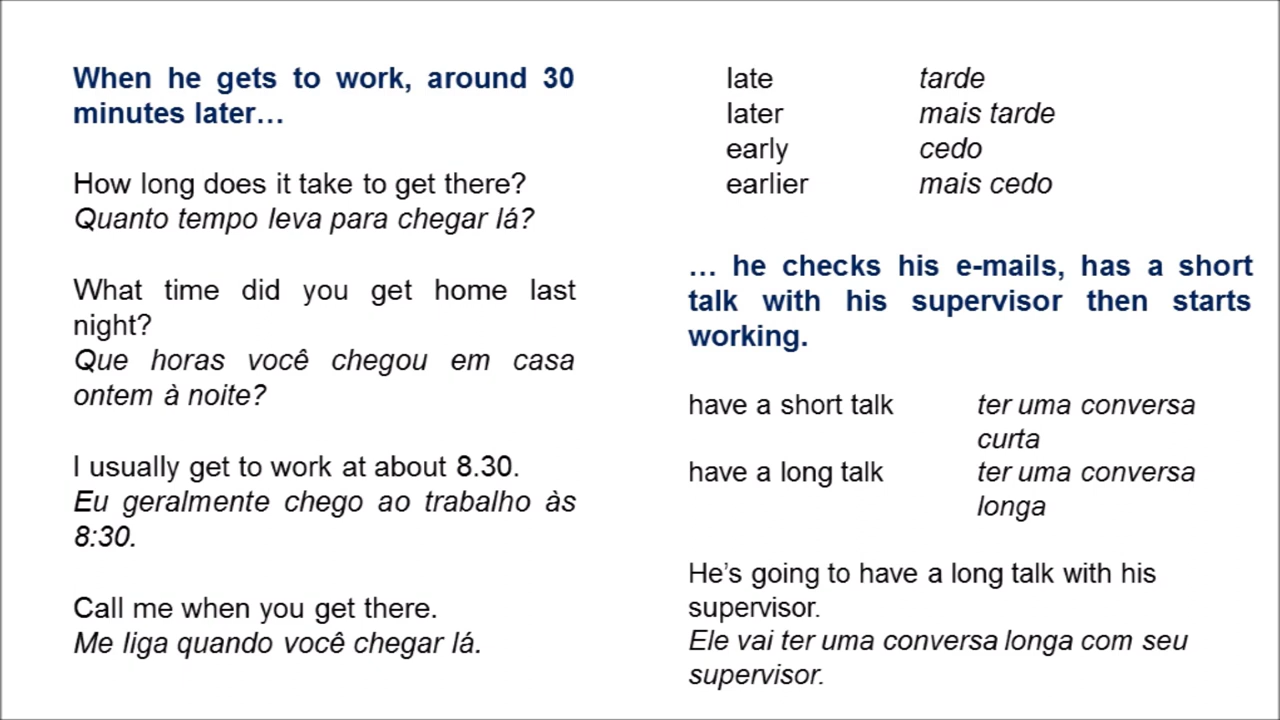 When he gets to work, around 30
minutes later…
How long does it take to get there?
Quanto tempo leva para chegar lá?
What time did you get home last
night?
Que horas você chegou em casa
ontem à noite?
I usually get to work at about 8.30.
Eu geralmente chego ao trabalho às
8:30.
Call me when you get there.
Me liga quando você chegar lá.
late tarde
later mais tarde
early cedo
earlier mais cedo
… he checks his e-mails, has a short
talk with his supervisor then starts
working.
have a short talk ter uma conversa
curta
have a long talk ter uma conversa
longa
He’s going to have a long talk with his
supervisor.
Ele vai ter uma conversa longa com seu
supervisor.